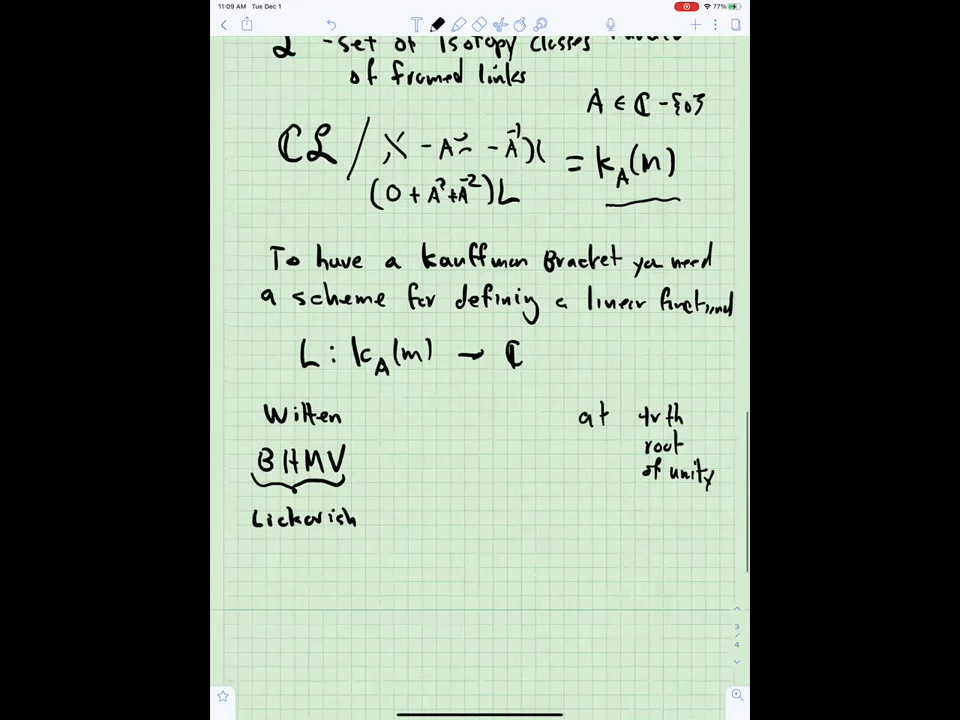 11:09 AM Tue Dec 1
77%
L - set of isotopy classes
of framed links
A ∈ ℂ - {0}
ℂL / X - A≍ - A⁻¹)(
(O + A² + A⁻²)L
= K_A(M)
To have a Kauffman Bracket you need
a scheme for defining a linear functional
L : K_A(M) → ℂ
Witten
at 4rth
BHMV
root
of unity
Lickorish
3
/
4